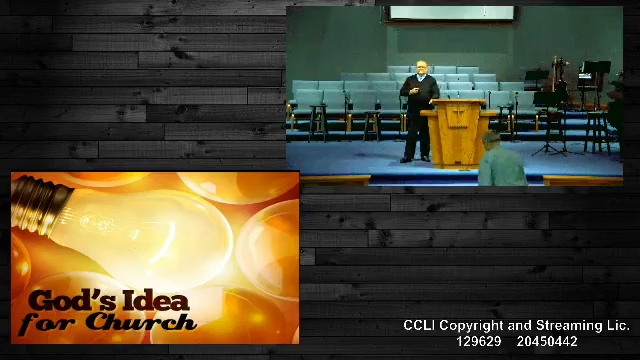 God's Idea
for Church
CCLI Copyright and Streaming Lic.
129629 20450442